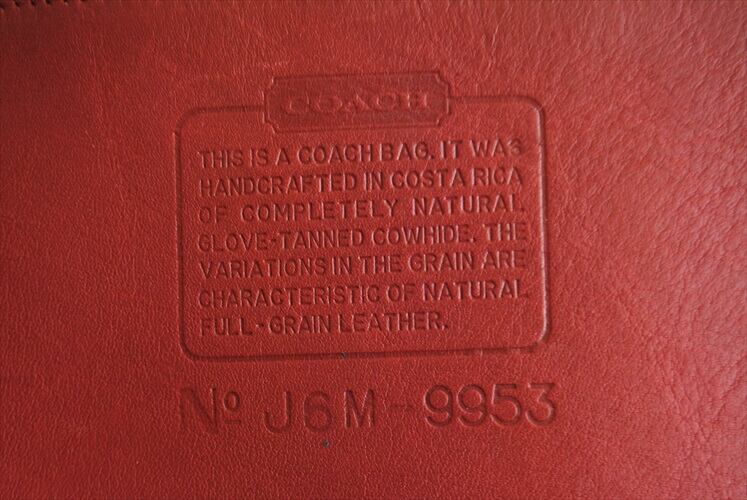 COACH
THIS IS A COACH BAG. IT WAS
HANDCRAFTED IN COSTA RICA
OF COMPLETELY NATURAL
GLOVE-TANNED COWHIDE. THE
VARIATIONS IN THE GRAIN ARE
CHARACTERISTIC OF NATURAL
FULL-GRAIN LEATHER.
Nº J6M-9953